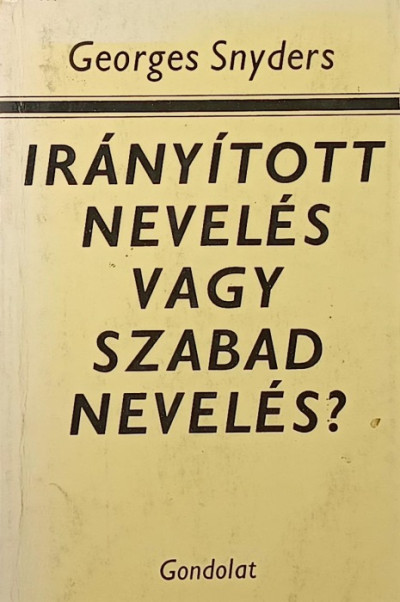 Georges Snyders
IRÁNYÍTOTT
NEVELÉS
VAGY
SZABAD
NEVELÉS?
Gondolat